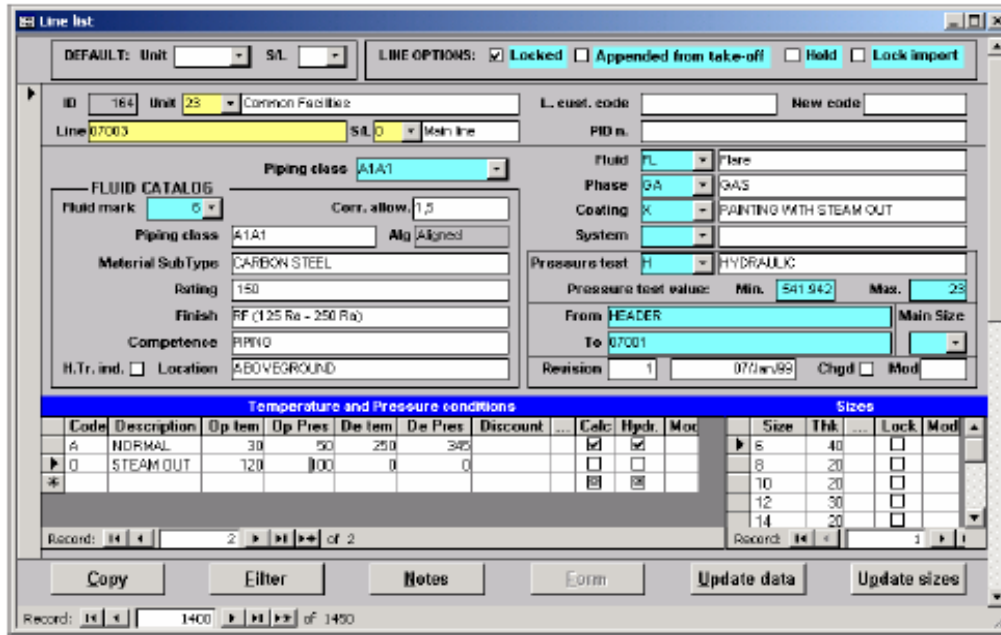 Line list
DEFAULT: Unit S/L LINE OPTIONS: Locked Appended from take-off Hold Lock import
ID 164 Unit 23 Common Facilities L. cust. code New code
Line 07003 S/L 0 Main line PID n.
Piping class A1A1 Fluid FL Flare
FLUID CATALOG Phase GA GAS
Fluid mark 6 Corr. allow. 1,5 Coating X PAINTING WITH STEAM OUT
Piping class A1A1 Alg Aligned System
Material SubType CARBON STEEL Pressure test H HYDRAULIC
Rating 150 Pressure test value: Min. 541.942 Max. 23
Finish RF (125 Ra - 250 Ra) From HEADER Main Size
Competence PIPING To 07001
H.Tr. ind. Location ABOVEGROUND Revision 1 07/Jan/99 Chgd Mod
Temperature and Pressure conditions Sizes
Code Description Op tem Op Pres De tem De Pres Discount ... Calc Hydr. Moc Size Thk ... Lock Mod
A NORMAL 30 50 250 345 6 40
O STEAM OUT 120 100 0 0 8 20
10 20
12 30
14 20
Record: 2 of 2 Record: 1
Copy Filter Notes Form Update data Update sizes
Record: 1400 of 1450